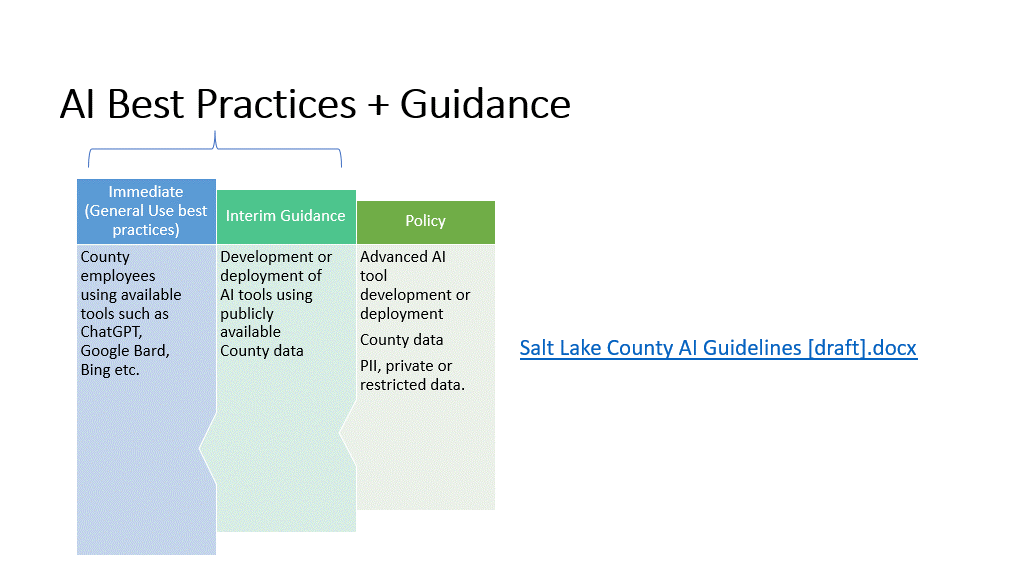 AI Best Practices + Guidance
Immediate
(General Use best
practices)
County
employees
using available
tools such as
ChatGPT,
Google Bard,
Bing etc.
Interim Guidance
Development or
deployment of
AI tools using
publicly
available
County data
Policy
Advanced AI
tool
development or
deployment
County data
PII, private or
restricted data.
Salt Lake County AI Guidelines [draft].docx